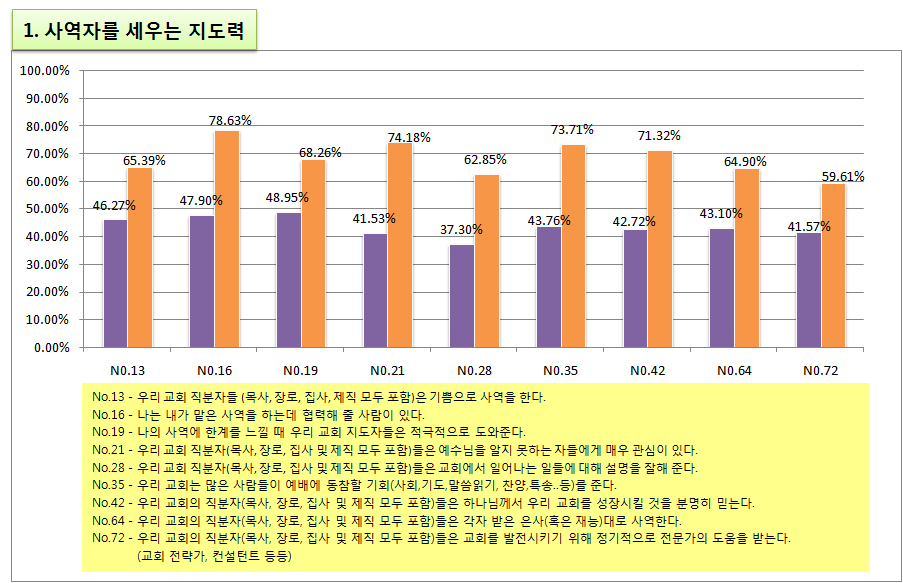 1. 사역자를 세우는 지도력
100.00%
90.00%
80.00%
70.00%
60.00%
50.00%
40.00%
30.00%
20.00%
10.00%
0.00%
46.27% 65.39% 47.90% 78.63% 48.95% 68.26% 41.53% 74.18% 37.30% 62.85% 43.76% 73.71% 42.72% 71.32% 43.10% 64.90% 41.57% 59.61%
N0.13 N0.16 N0.19 N0.21 N0.28 N0.35 N0.42 N0.64 N0.72
No.13 - 우리 교회 직분자들 (목사, 장로, 집사, 제직 모두 포함)은 기쁨으로 사역을 한다.
No.16 - 나는 내가 맡은 사역을 하는데 협력해 줄 사람이 있다.
No.19 - 나의 사역에 한계를 느낄 때 우리 교회 지도자들은 적극적으로 도와준다.
No.21 - 우리 교회 직분자(목사, 장로, 집사 및 제직 모두 포함)들은 예수님을 알지 못하는 자들에게 매우 관심이 있다.
No.28 - 우리 교회 직분자(목사, 장로, 집사 및 제직 모두 포함)들은 교회에서 일어나는 일들에 대해 설명을 잘해 준다.
No.35 - 우리 교회는 많은 사람들이 예배에 동참할 기회(사회,기도,말씀읽기, 찬양,특송..등)를 준다.
No.42 - 우리 교회의 직분자(목사, 장로, 집사 및 제직 모두 포함)들은 하나님께서 우리 교회를 성장시킬 것을 분명히 믿는다.
No.64 - 우리 교회의 직분자(목사, 장로, 집사 및 제직 모두 포함)들은 각자 받은 은사(혹은 재능)대로 사역한다.
No.72 - 우리 교회의 직분자(목사, 장로, 집사 및 제직 모두 포함)들은 교회를 발전시키기 위해 정기적으로 전문가의 도움을 받는다.
(교회 전략가, 컨설턴트 등등)